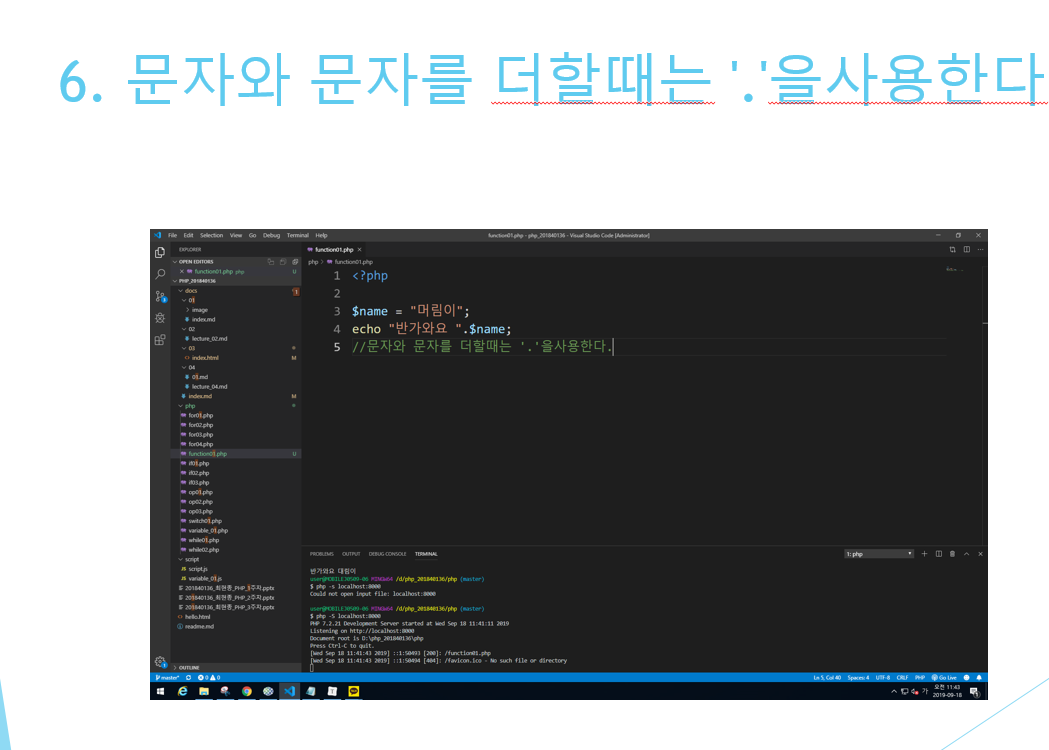 6. 문자와 문자를 더할때는 '.'을사용한다
File Edit Selection View Go Debug Terminal Help
function01.php - php_201840136 - Visual Studio Code [Administrator]
EXPLORER
OPEN EDITORS
function01.php php U
PHP_201840136
docs
01
image
index.md
02
lecture_02.md
03
index.html M
04
03.md
lecture_04.md
index.md M
php
for01.php
for02.php
for03.php
for04.php
function01.php U
if01.php
if02.php
if03.php
op01.php
op02.php
op03.php
switch01.php
variable_01.php
while01.php
while02.php
script
script.js
variable_01.js
201840136_최현종_PHP_1주차.pptx
201840136_최현종_PHP_2주차.pptx
201840136_최현종_PHP_3주차.pptx
hello.html
readme.md
OUTLINE
function01.php
php > function01.php
1 <?php
2
3 $name = "머림이";
4 echo "반가와요 ".$name;
5 //문자와 문자를 더할때는 '.'을사용한다.
PROBLEMS OUTPUT DEBUG CONSOLE TERMINAL
1: php
반가와요 대림이
user@MOBILE30509-06 MINGW64 /d/php_201840136/php (master)
$ php -s localhost:8000
Could not open input file: localhost:8000
user@MOBILE30509-06 MINGW64 /d/php_201840136/php (master)
$ php -S localhost:8000
PHP 7.2.21 Development Server started at Wed Sep 18 11:41:11 2019
Listening on http://localhost:8000
Document root is D:\php_201840136\php
Press Ctrl-C to quit.
[Wed Sep 18 11:41:43 2019] ::1:50493 [200]: /function01.php
[Wed Sep 18 11:41:43 2019] ::1:50494 [404]: /favicon.ico - No such file or directory
master* 0 0
Ln 5, Col 40 Spaces: 4 UTF-8 CRLF PHP Go Live
가 오전 11:43
2019-09-18